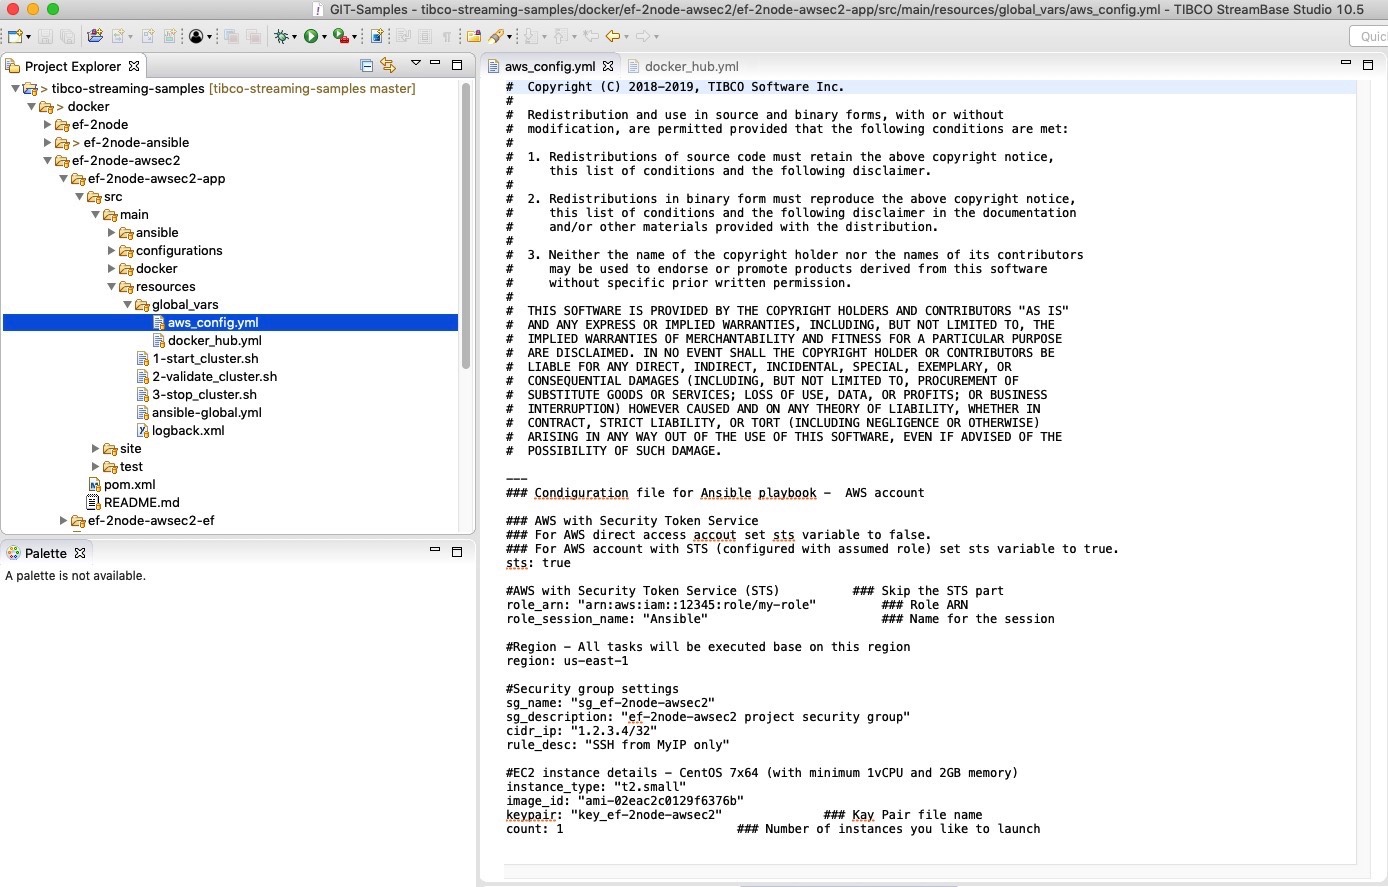 GIT-Samples - tibco-streaming-samples/docker/ef-2node-awsec2/ef-2node-awsec2-app/src/main/resources/global_vars/aws_config.yml - TIBCO StreamBase Studio 10.5
Quic
Project Explorer
> tibco-streaming-samples [tibco-streaming-samples master]
> docker
ef-2node
> ef-2node-ansible
ef-2node-awsec2
ef-2node-awsec2-app
src
main
ansible
configurations
docker
resources
global_vars
aws_config.yml
docker_hub.yml
1-start_cluster.sh
2-validate_cluster.sh
3-stop_cluster.sh
ansible-global.yml
logback.xml
site
test
pom.xml
README.md
ef-2node-awsec2-ef
Palette
A palette is not available.
aws_config.yml
docker_hub.yml
#  Copyright (C) 2018-2019, TIBCO Software Inc.
#
#  Redistribution and use in source and binary forms, with or without
#  modification, are permitted provided that the following conditions are met:
#
#  1. Redistributions of source code must retain the above copyright notice,
#     this list of conditions and the following disclaimer.
#
#  2. Redistributions in binary form must reproduce the above copyright notice,
#     this list of conditions and the following disclaimer in the documentation
#     and/or other materials provided with the distribution.
#
#  3. Neither the name of the copyright holder nor the names of its contributors
#     may be used to endorse or promote products derived from this software
#     without specific prior written permission.
#
#  THIS SOFTWARE IS PROVIDED BY THE COPYRIGHT HOLDERS AND CONTRIBUTORS "AS IS"
#  AND ANY EXPRESS OR IMPLIED WARRANTIES, INCLUDING, BUT NOT LIMITED TO, THE
#  IMPLIED WARRANTIES OF MERCHANTABILITY AND FITNESS FOR A PARTICULAR PURPOSE
#  ARE DISCLAIMED. IN NO EVENT SHALL THE COPYRIGHT HOLDER OR CONTRIBUTORS BE
#  LIABLE FOR ANY DIRECT, INDIRECT, INCIDENTAL, SPECIAL, EXEMPLARY, OR
#  CONSEQUENTIAL DAMAGES (INCLUDING, BUT NOT LIMITED TO, PROCUREMENT OF
#  SUBSTITUTE GOODS OR SERVICES; LOSS OF USE, DATA, OR PROFITS; OR BUSINESS
#  INTERRUPTION) HOWEVER CAUSED AND ON ANY THEORY OF LIABILITY, WHETHER IN
#  CONTRACT, STRICT LIABILITY, OR TORT (INCLUDING NEGLIGENCE OR OTHERWISE)
#  ARISING IN ANY WAY OUT OF THE USE OF THIS SOFTWARE, EVEN IF ADVISED OF THE
#  POSSIBILITY OF SUCH DAMAGE.
---
### Condiguration file for Ansible playbook -  AWS account
### AWS with Security Token Service
### For AWS direct access accout set sts variable to false.
### For AWS account with STS (configured with assumed role) set sts variable to true.
sts: true
#AWS with Security Token Service (STS)          ### Skip the STS part
role_arn: "arn:aws:iam::12345:role/my-role"         ### Role ARN
role_session_name: "Ansible"                        ### Name for the session
#Region - All tasks will be executed base on this region
region: us-east-1
#Security group settings
sg_name: "sg_ef-2node-awsec2"
sg_description: "ef-2node-awsec2 project security group"
cidr_ip: "1.2.3.4/32"
rule_desc: "SSH from MyIP only"
#EC2 instance details - CentOS 7x64 (with minimum 1vCPU and 2GB memory)
instance_type: "t2.small"
image_id: "ami-02eac2c0129f6376b"
keypair: "key_ef-2node-awsec2"              ### Kay Pair file name
count: 1                        ### Number of instances you like to launch